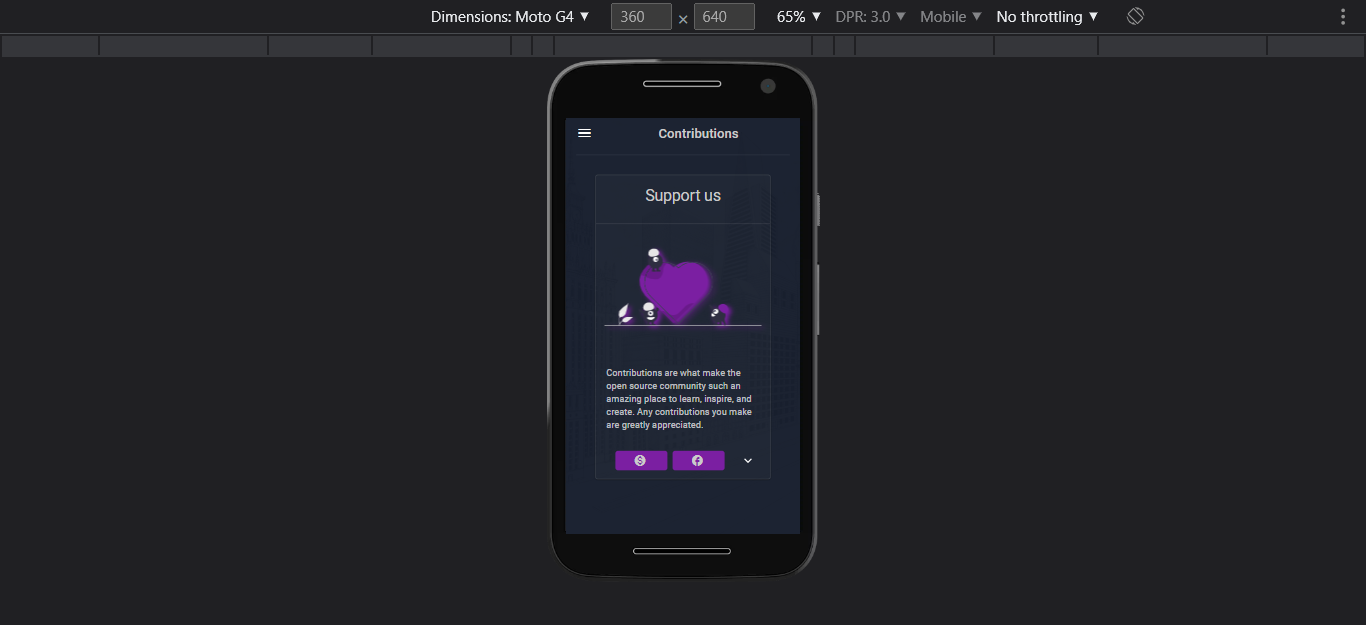 Dimensions: Moto G4 ▼ 360 × 640 65% ▼ DPR: 3.0 ▼ Mobile ▼ No throttling ▼
Contributions
Support us
Contributions are what make the
open source community such an
amazing place to learn, inspire, and
create. Any contributions you make
are greatly appreciated.